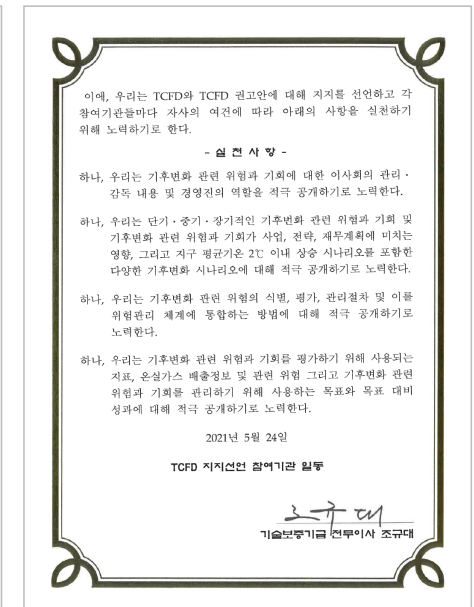 이에, 우리는 TCFD와 TCFD 권고안에 대해 지지를 선언하고 각
참여기관들마다 자사의 여건에 따라 아래의 사항을 실천하기
위해 노력하기로 한다.
- 실 천 사 항 -
하나, 우리는 기후변화 관련 위험과 기회에 대한 이사회의 관리·
감독 내용 및 경영진의 역할을 적극 공개하기로 노력한다.
하나, 우리는 단기·중기·장기적인 기후변화 관련 위험과 기회 및
기후변화 관련 위험과 기회가 사업, 전략, 재무계획에 미치는
영향, 그리고 지구 평균기온 2℃ 이내 상승 시나리오를 포함한
다양한 기후변화 시나리오에 대해 적극 공개하기로 노력한다.
하나, 우리는 기후변화 관련 위험의 식별, 평가, 관리절차 및 이를
위험관리 체계에 통합하는 방법에 대해 적극 공개하기로
노력한다.
하나, 우리는 기후변화 관련 위험과 기회를 평가하기 위해 사용되는
지표, 온실가스 배출정보 및 관련 위험 그리고 기후변화 관련
위험과 기회를 관리하기 위해 사용하는 목표와 목표 대비
성과에 대해 적극 공개하기로 노력한다.
2021년 5월 24일
TCFD 지지선언 참여기관 일동
조규대
기술보증기금 전무이사 조규대